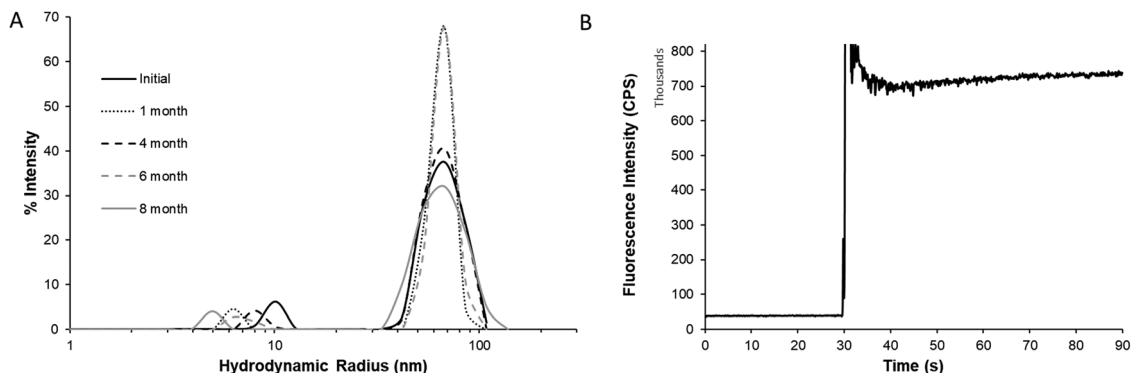 A
70
60
50
40
30
20
10
0
% Intensity
Initial
1 month
4 month
6 month
8 month
1
10
100
Hydrodynamic Radius (nm)
B
800
700
600
500
400
300
200
100
0
Thousands
Fluorescence Intensity (CPS)
0
10
20
30
40
50
60
70
80
90
Time (s)